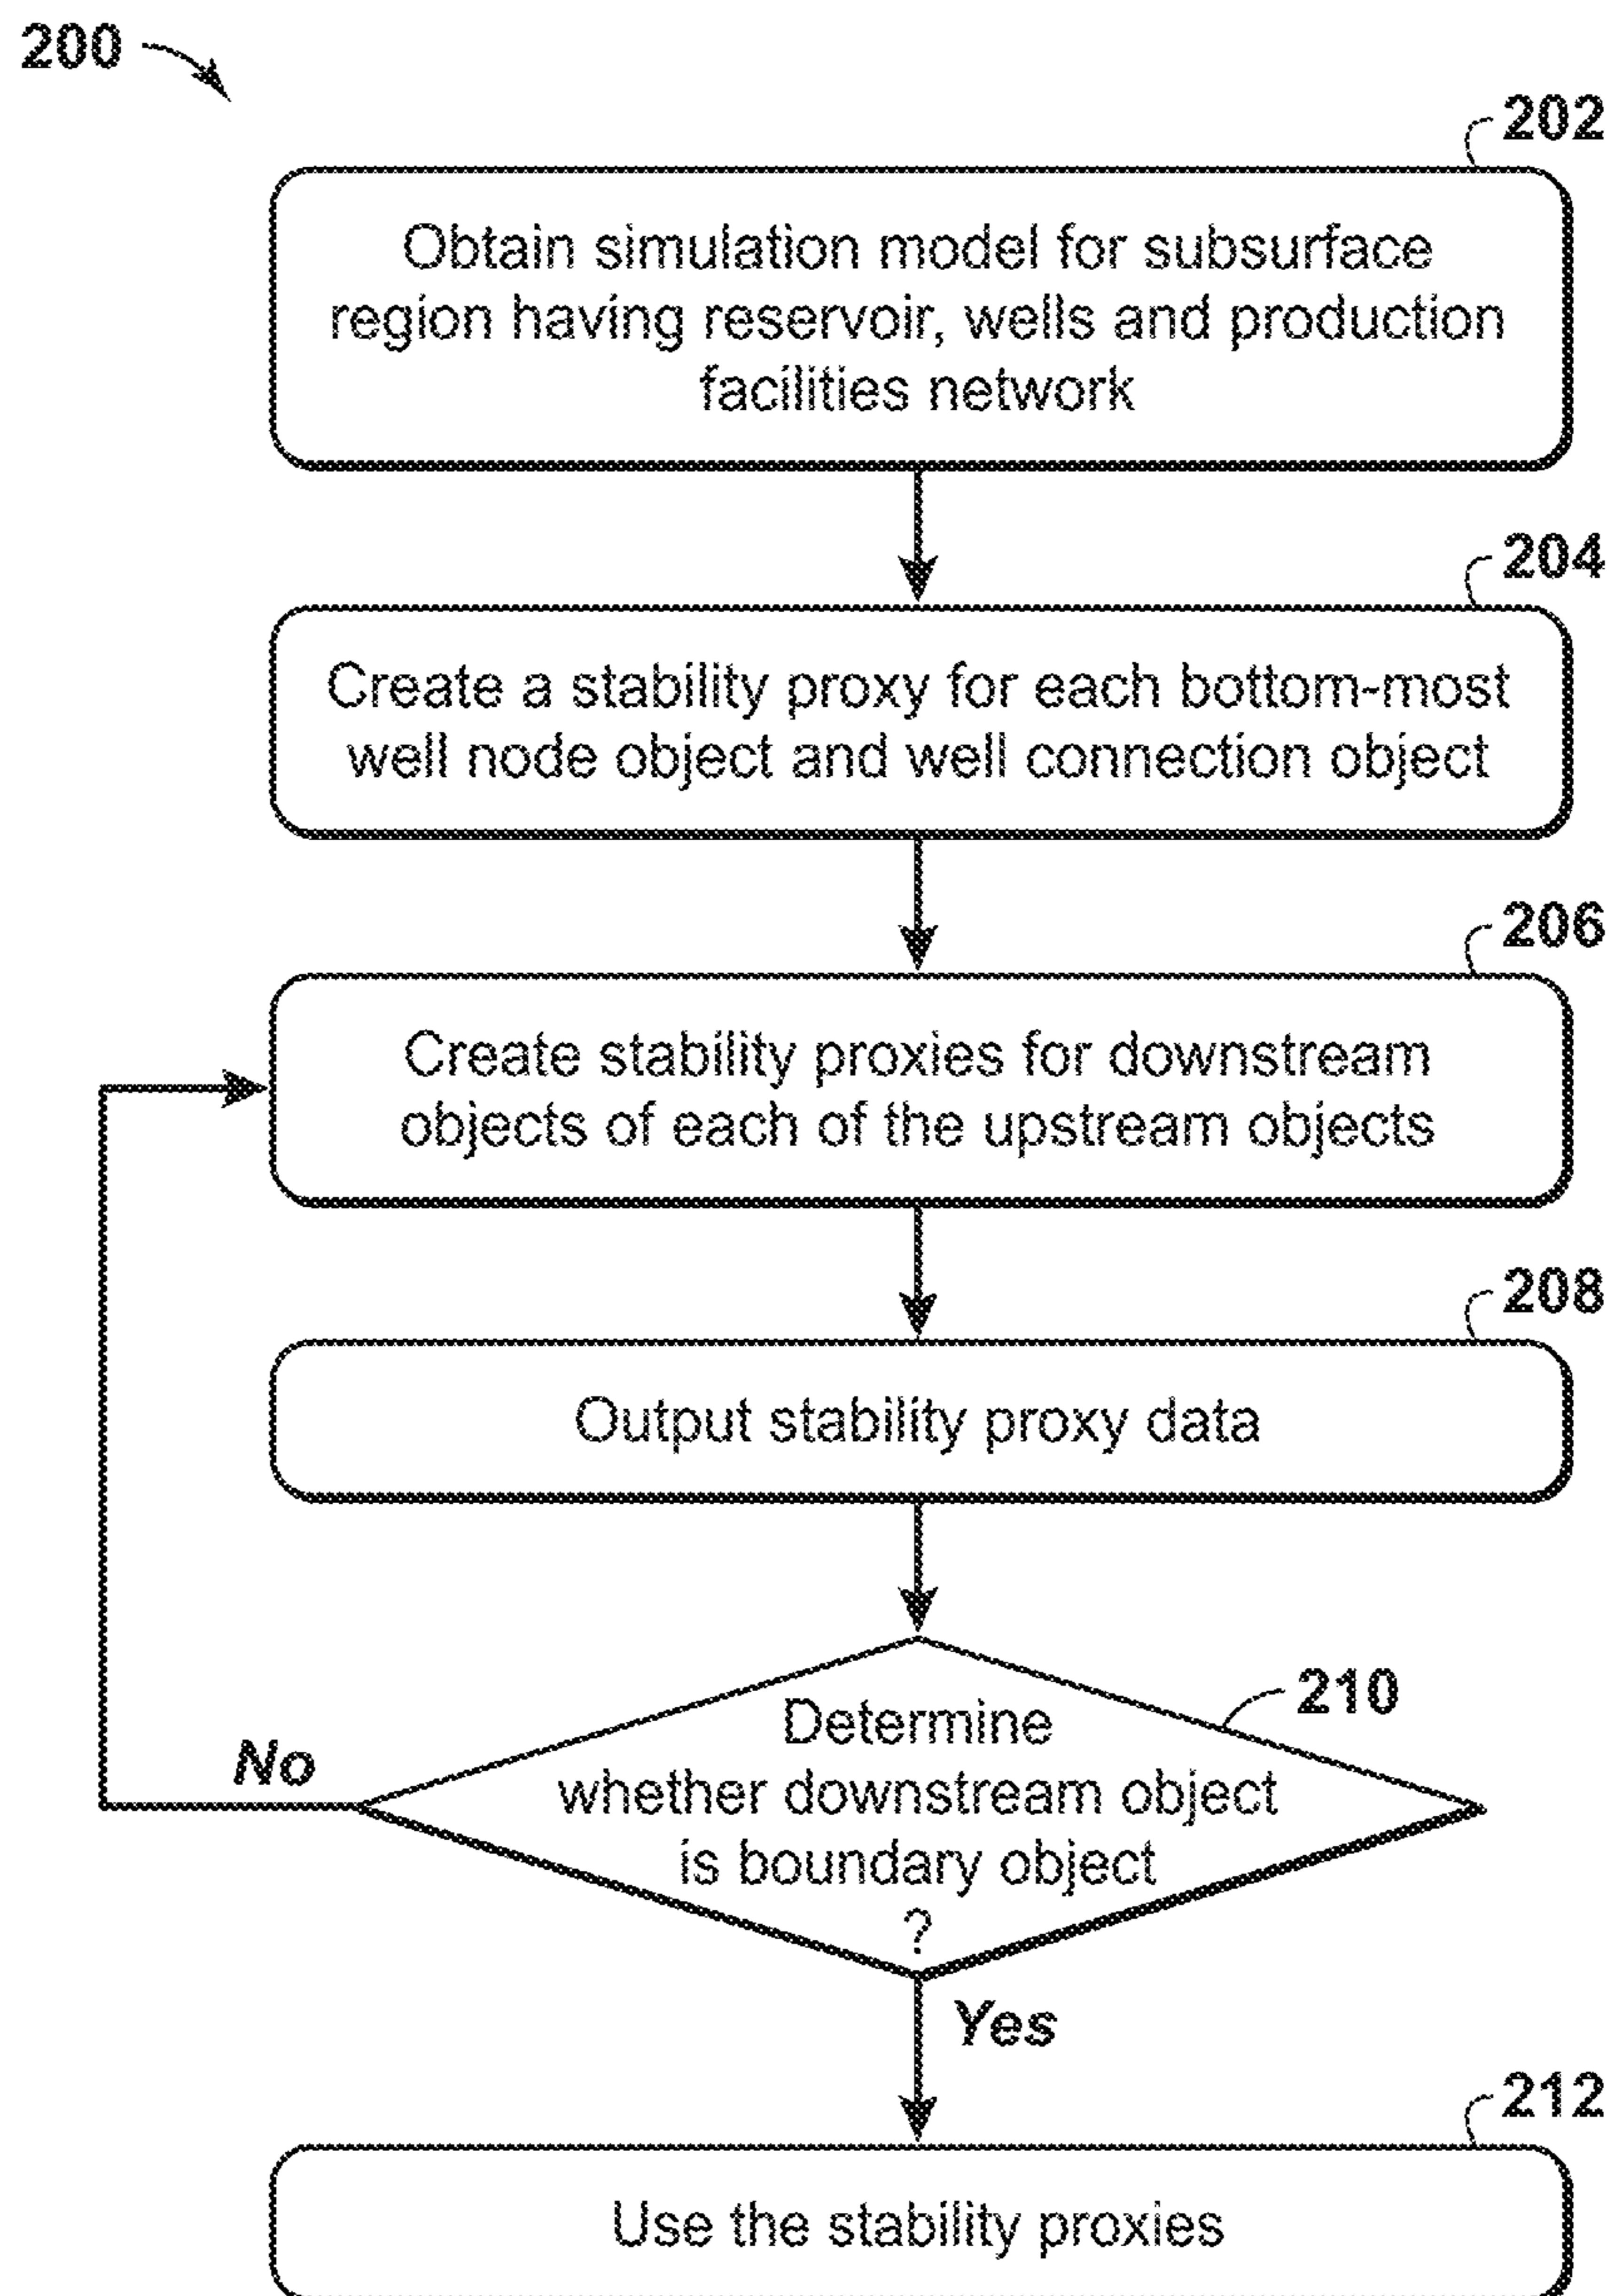 200
202
Obtain simulation model for subsurface
region having reservoir, wells and production
facilities network
204
Create a stability proxy for each bottom-most
well node object and well connection object
206
Create stability proxies for downstream
objects of each of the upstream objects
208
Output stability proxy data
210
Determine
whether downstream object
is boundary object
?
No
Yes
212
Use the stability proxies